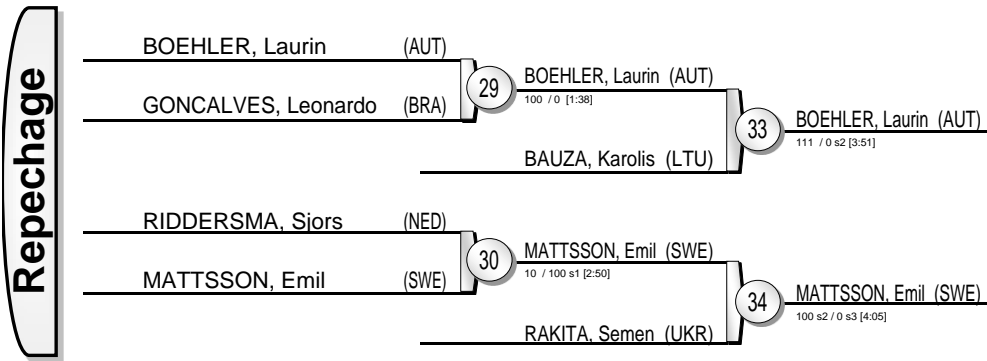 Repechage
BOEHLER, Laurin (AUT)
GONCALVES, Leonardo (BRA)
29
BOEHLER, Laurin (AUT)
100 / 0 [1:38]
BAUZA, Karolis (LTU)
33
BOEHLER, Laurin (AUT)
111 / 0 s2 [3:51]
RIDDERSMA, Sjors (NED)
MATTSSON, Emil (SWE)
30
MATTSSON, Emil (SWE)
10 / 100 s1 [2:50]
RAKITA, Semen (UKR)
34
MATTSSON, Emil (SWE)
100 s2 / 0 s3 [4:05]